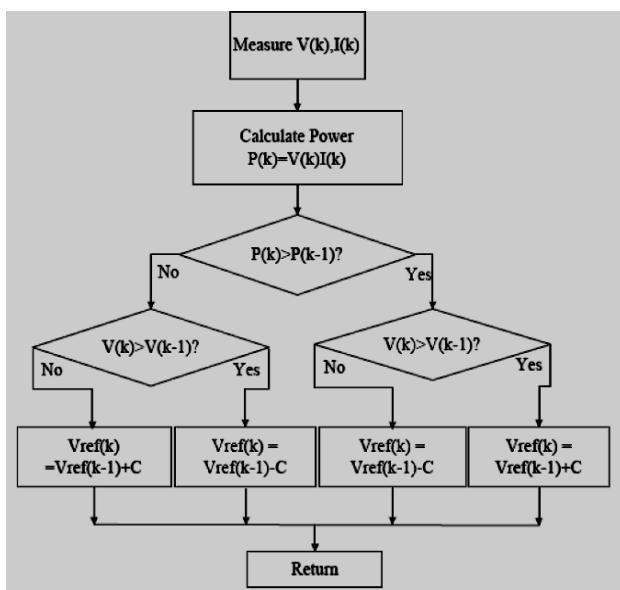 Measure V(k),I(k)
Calculate Power
P(k)=V(k)I(k)
P(k)>P(k-1)?
No
Yes
V(k)>V(k-1)?
V(k)>V(k-1)?
No
Yes
No
Yes
Vref(k)
=Vref(k-1)+C
Vref(k) =
Vref(k-1)-C
Vref(k) =
Vref(k-1)-C
Vref(k) =
Vref(k-1)+C
Return